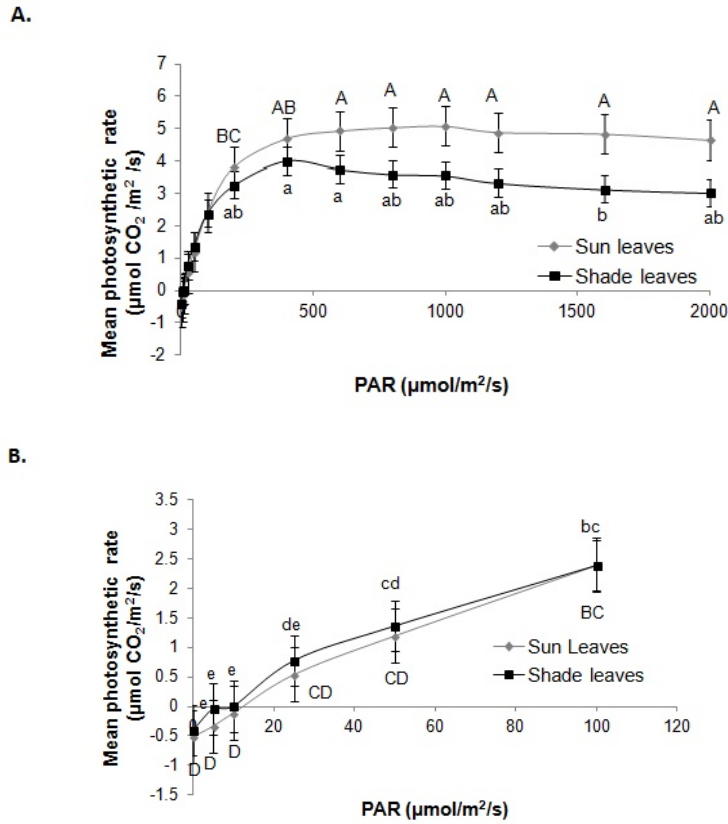 A.
Mean photosynthetic rate
(µmol CO2 /m2 /s)
7
6
5
4
3
2
1
0
-1
-2
BC
AB
A
A
A
A
A
A
ab
a
a
ab
ab
ab
b
ab
Sun leaves
Shade leaves
0
500
1000
1500
2000
PAR (µmol/m2/s)
B.
Mean photosynthetic rate
(µmol CO2/m2/s)
3.5
3
2.5
2
1.5
1
0.5
0
-0.5
-1
-1.5
e
e
e
de
cd
bc
D
D
D
CD
CD
BC
Sun Leaves
Shade leaves
0
20
40
60
80
100
120
PAR (µmol/m2/s)